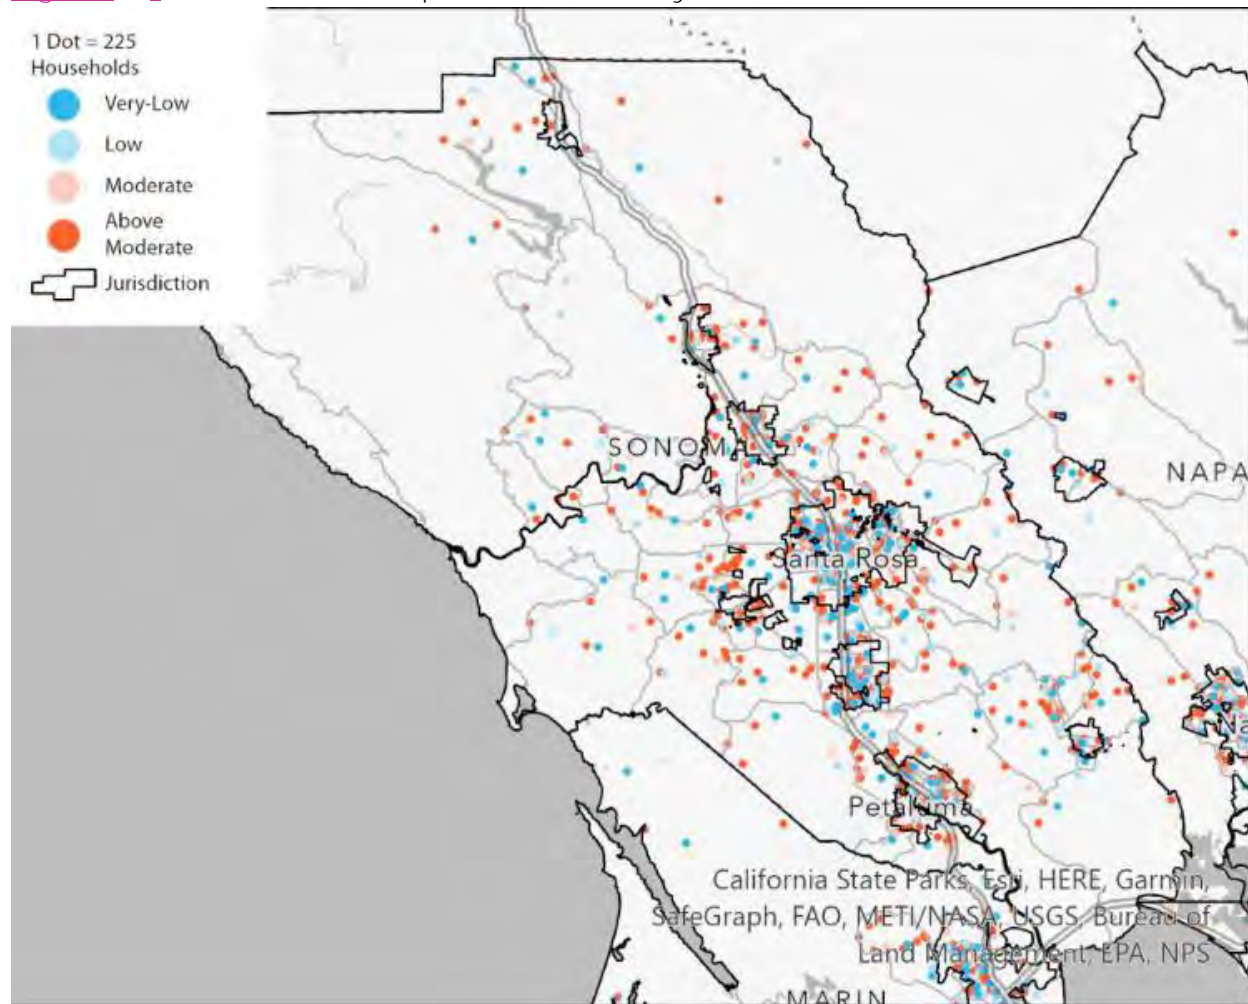 1 Dot = 225
Households
Very-Low
Low
Moderate
Above
Moderate
Jurisdiction
SONOMA
NAPA
Santa Rosa
Na
Petaluma
California State Parks, Esri, HERE, Garmin,
SafeGraph, FAO, METI/NASA, USGS, Bureau of
Land Management, EPA, NPS
MARIN